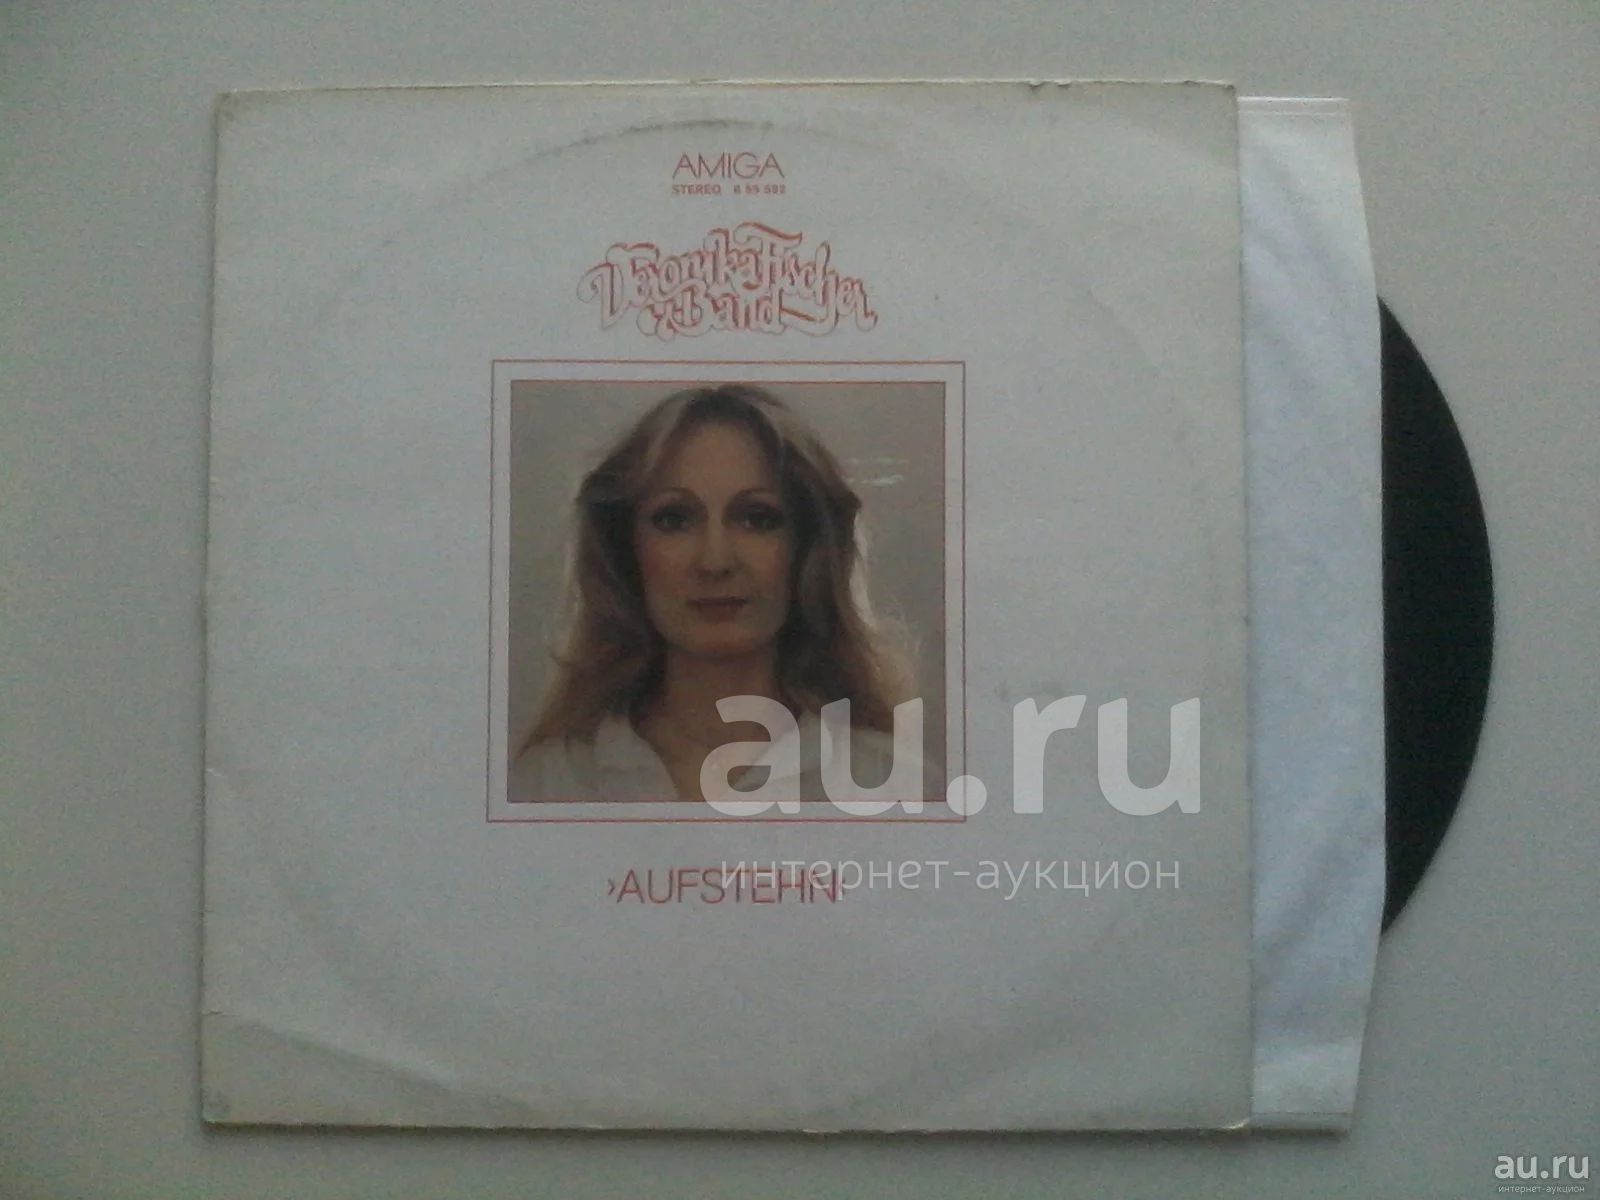 AMIGA
STEREO 8 55 592
Veronika Fischer
& Band
›AUFSTEHN‹
au.ru
интернет-аукцион
au.ru
интернет-аукцион